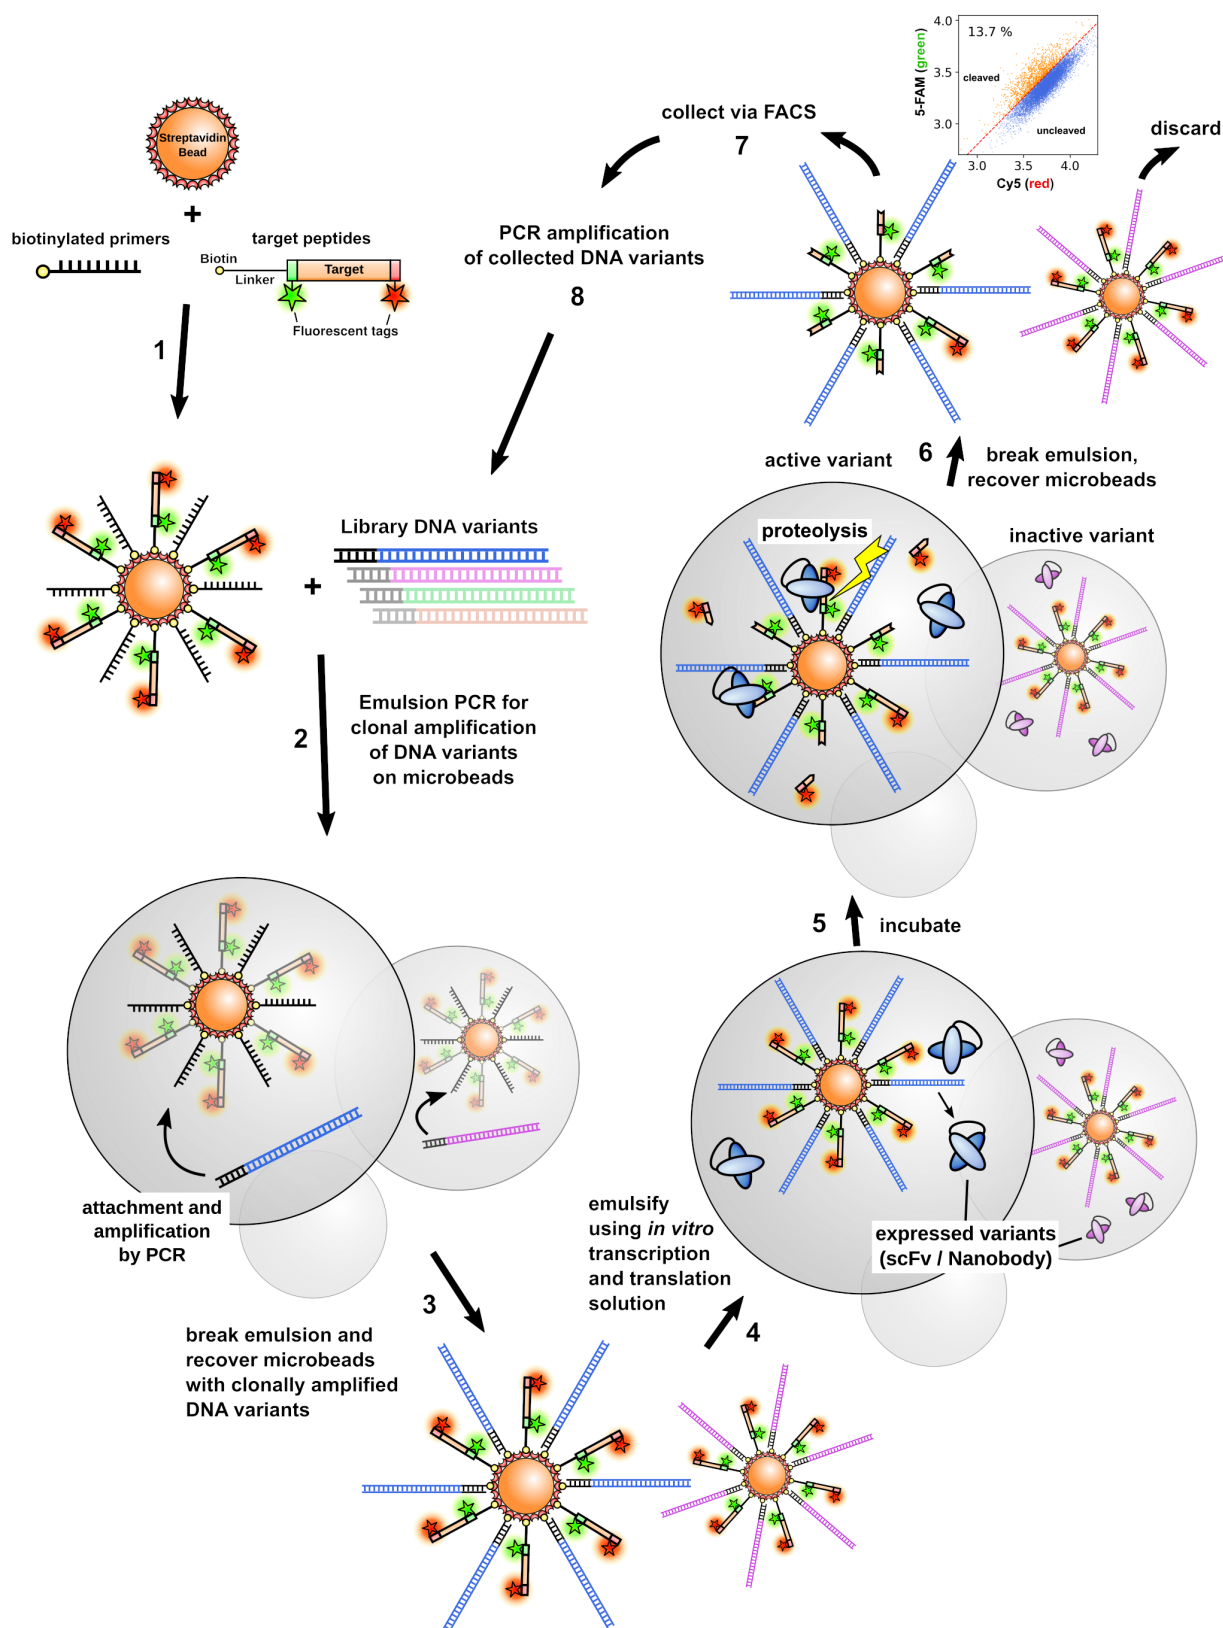 Streptavidin
Bead
+
biotinylated primers
target peptides
Biotin
Linker
Target
Fluorescent tags
1
+
Library DNA variants
2
Emulsion PCR for
clonal amplification
of DNA variants
on microbeads
attachment and
amplification
by PCR
3
break emulsion and
recover microbeads
with clonally amplified
DNA variants
4
emulsify
using in vitro
transcription
and translation
solution
expressed variants
(scFv / Nanobody)
5
incubate
active variant
proteolysis
inactive variant
6
break emulsion,
recover microbeads
discard
4.0
3.5
3.0
5-FAM (green)
13.7 %
cleaved
uncleaved
3.0
3.5
4.0
Cy5 (red)
collect via FACS
7
PCR amplification
of collected DNA variants
8